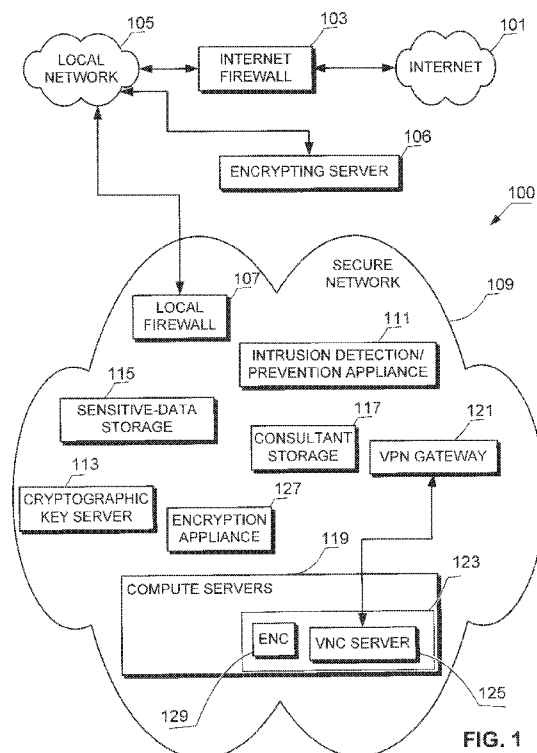 105
103
101
LOCAL
NETWORK
INTERNET
FIREWALL
INTERNET
106
ENCRYPTING SERVER
100
SECURE
NETWORK
107
109
LOCAL
FIREWALL
111
INTRUSION DETECTION/
PREVENTION APPLIANCE
115
SENSITIVE-DATA
STORAGE
117
CONSULTANT
STORAGE
121
VPN GATEWAY
113
CRYPTOGRAPHIC
KEY SERVER
127
ENCRYPTION
APPLIANCE
119
123
COMPUTE SERVERS
ENC
VNC SERVER
129
125
FIG. 1